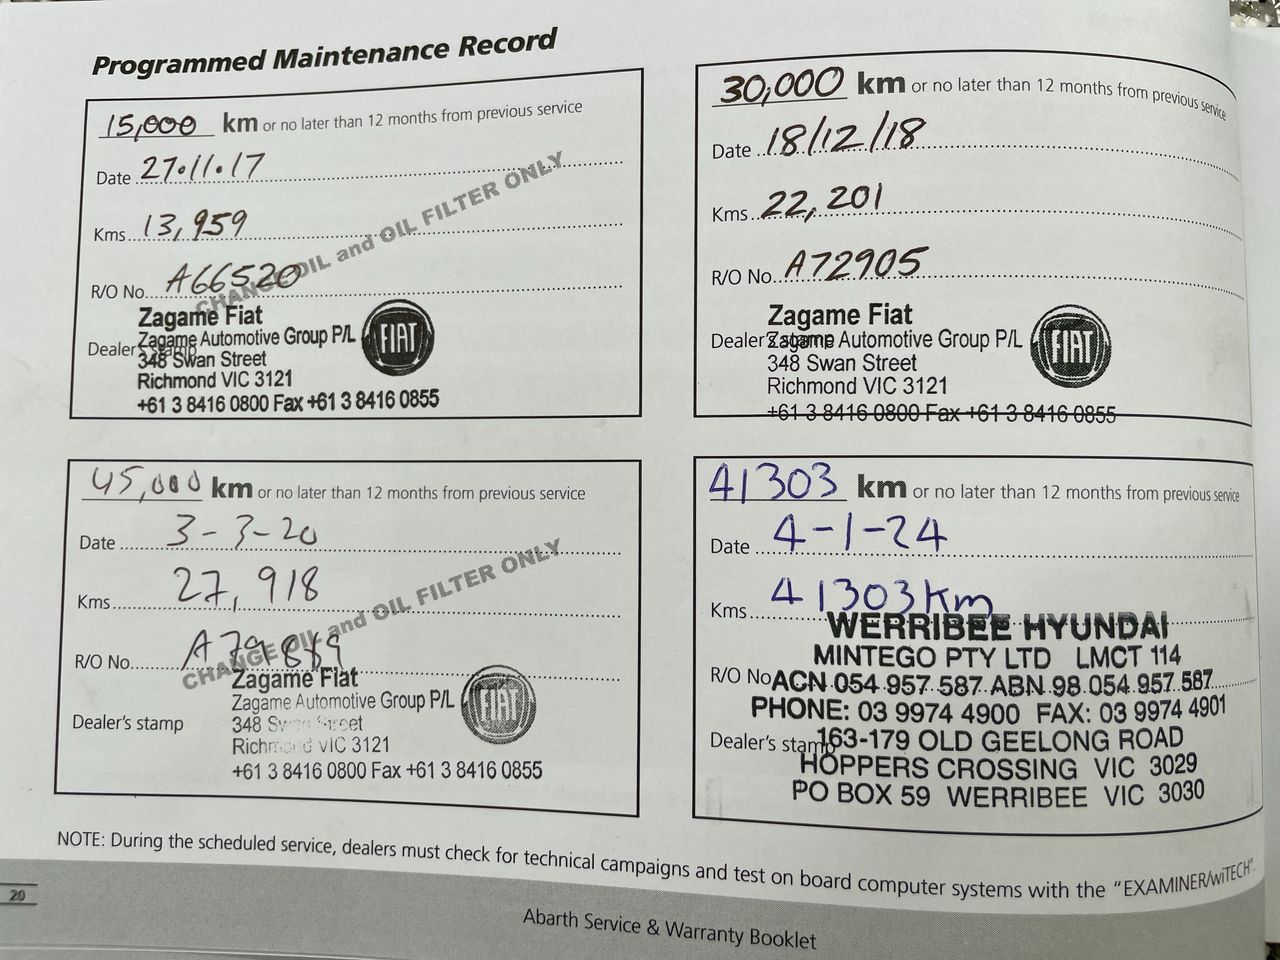 Programmed Maintenance Record
15,000 km or no later than 12 months from previous service
Date 27.11.17
Kms 13,959
R/O No. A66520
CHANGE OIL and OIL FILTER ONLY
Dealer's stamp
Zagame Fiat
Zagame Automotive Group P/L
348 Swan Street
Richmond VIC 3121
+61 3 8416 0800 Fax +61 3 8416 0855
FIAT
30,000 km or no later than 12 months from previous service
Date 18/12/18
Kms 22,201
R/O No. A72905
Dealer's stamp
Zagame Fiat
Zagame Automotive Group P/L
348 Swan Street
Richmond VIC 3121
+61 3 8416 0800 Fax +61 3 8416 0855
FIAT
45,000 km or no later than 12 months from previous service
Date 3-3-20
Kms 27,918
R/O No.
CHANGE OIL and OIL FILTER ONLY
Dealer's stamp
Zagame Fiat
Zagame Automotive Group P/L
348 Swan Street
Richmond VIC 3121
+61 3 8416 0800 Fax +61 3 8416 0855
FIAT
41303 km or no later than 12 months from previous service
Date 4-1-24
Kms 41303km
R/O No
Dealer's stamp
WERRIBEE HYUNDAI
MINTEGO PTY LTD LMCT 114
ACN 054 957 587 ABN 98 054 957 587
PHONE: 03 9974 4900 FAX: 03 9974 4901
163-179 OLD GEELONG ROAD
HOPPERS CROSSING VIC 3029
PO BOX 59 WERRIBEE VIC 3030
NOTE: During the scheduled service, dealers must check for technical campaigns and test on board computer systems with the "EXAMINER/wiTECH".
20
Abarth Service & Warranty Booklet